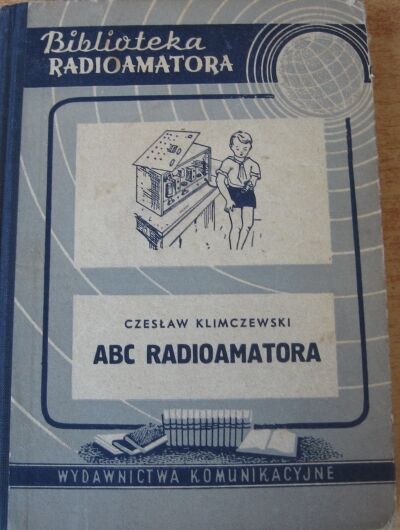 Biblioteka
RADIOAMATORA
CZESŁAW KLIMCZEWSKI
ABC RADIOAMATORA
WYDAWNICTWA KOMUNIKACYJNE